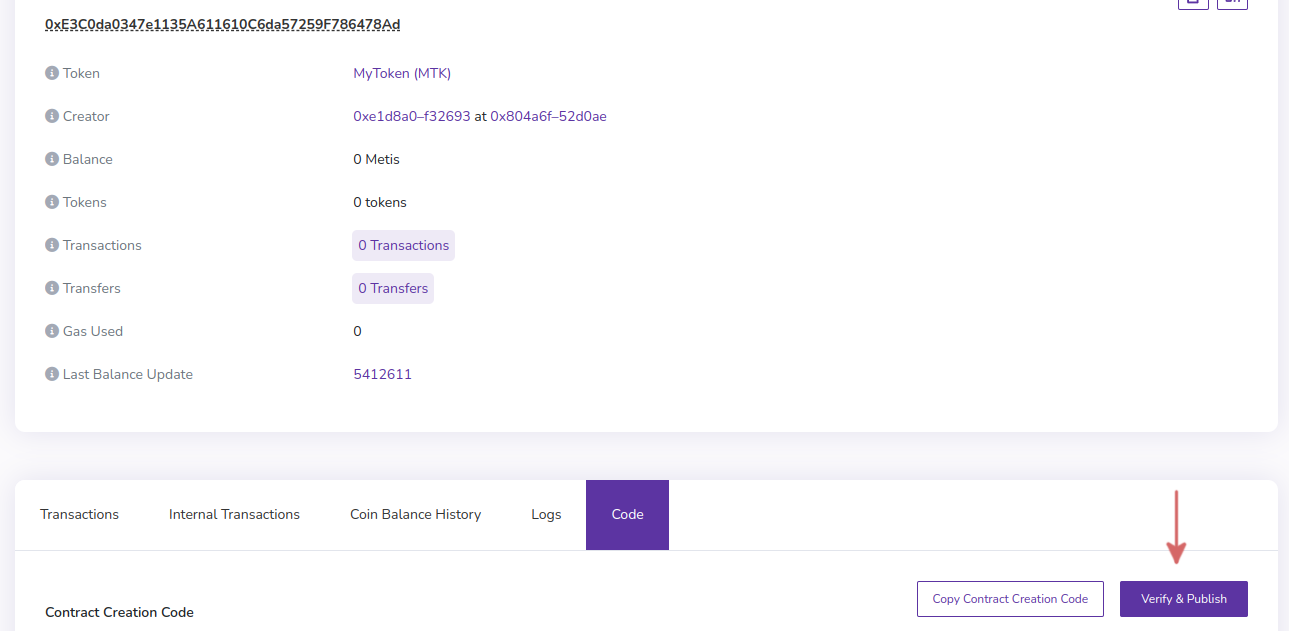 0xE3C0da0347e1135A611610C6da57259F786478Ad
Token MyToken (MTK)
Creator 0xe1d8a0–f32693 at 0x804a6f–52d0ae
Balance 0 Metis
Tokens 0 tokens
Transactions 0 Transactions
Transfers 0 Transfers
Gas Used 0
Last Balance Update 5412611
Transactions Internal Transactions Coin Balance History Logs Code
Contract Creation Code Copy Contract Creation Code Verify & Publish